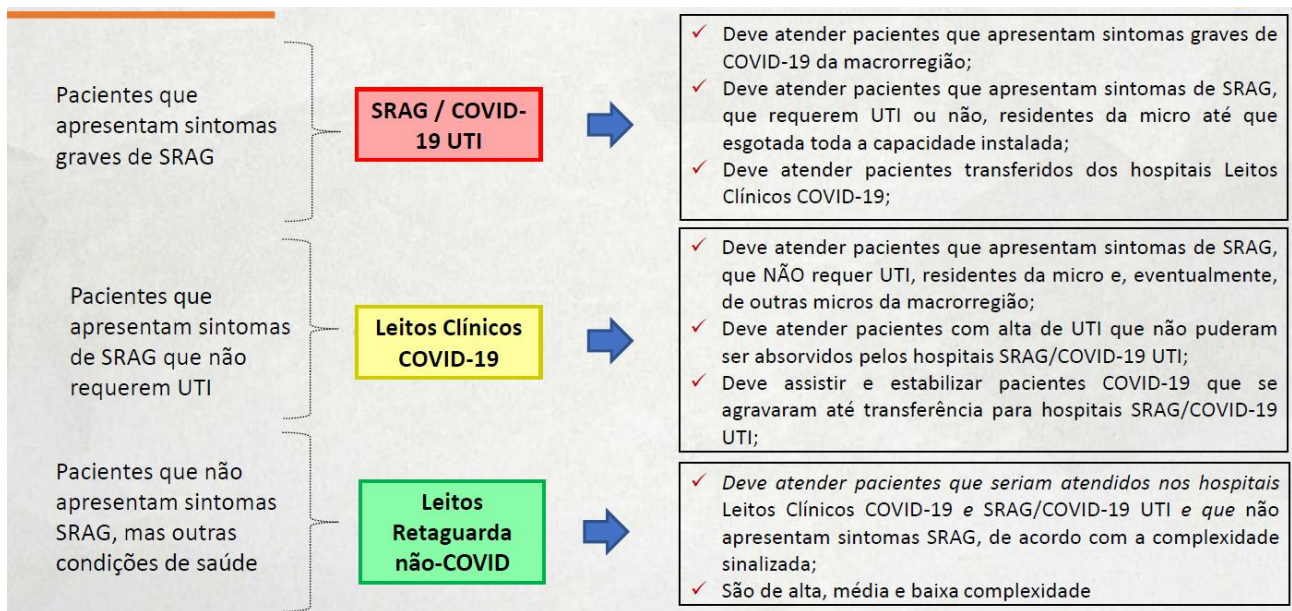 Pacientes que
apresentam sintomas
graves de SRAG
SRAG / COVID-
19 UTI
✓ Deve atender pacientes que apresentam sintomas graves de
COVID-19 da macrorregião;
✓ Deve atender pacientes que apresentam sintomas de SRAG,
que requerem UTI ou não, residentes da micro até que
esgotada toda a capacidade instalada;
✓ Deve atender pacientes transferidos dos hospitais Leitos
Clínicos COVID-19;
Pacientes que
apresentam sintomas
de SRAG que não
requerem UTI
Leitos Clínicos
COVID-19
✓ Deve atender pacientes que apresentam sintomas de SRAG,
que NÃO requer UTI, residentes da micro e, eventualmente,
de outras micros da macrorregião;
✓ Deve atender pacientes com alta de UTI que não puderam
ser absorvidos pelos hospitais SRAG/COVID-19 UTI;
✓ Deve assistir e estabilizar pacientes COVID-19 que se
agravaram até transferência para hospitais SRAG/COVID-19
UTI;
Pacientes que não
apresentam sintomas
SRAG, mas outras
condições de saúde
Leitos
Retaguarda
não-COVID
✓ Deve atender pacientes que seriam atendidos nos hospitais
Leitos Clínicos COVID-19 e SRAG/COVID-19 UTI e que não
apresentam sintomas SRAG, de acordo com a complexidade
sinalizada;
✓ São de alta, média e baixa complexidade